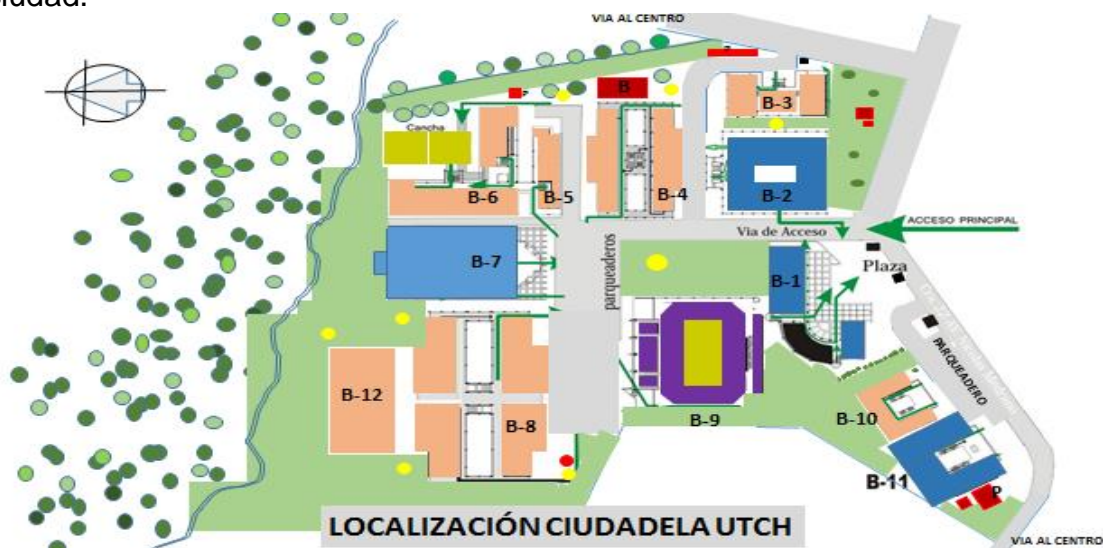 ciudad.
VIA AL CENTRO
P
B
B-3
P
Cancha
B-2
B-4
B-5
B-6
ACCESO PRINCIPAL
Via de Acceso
B-7
parqueaderos
Plaza
B-1
PARQUEADERO
B-12
B-10
B-9
B-8
B-11
P
LOCALIZACIÓN CIUDADELA UTCH
VIA AL CENTRO